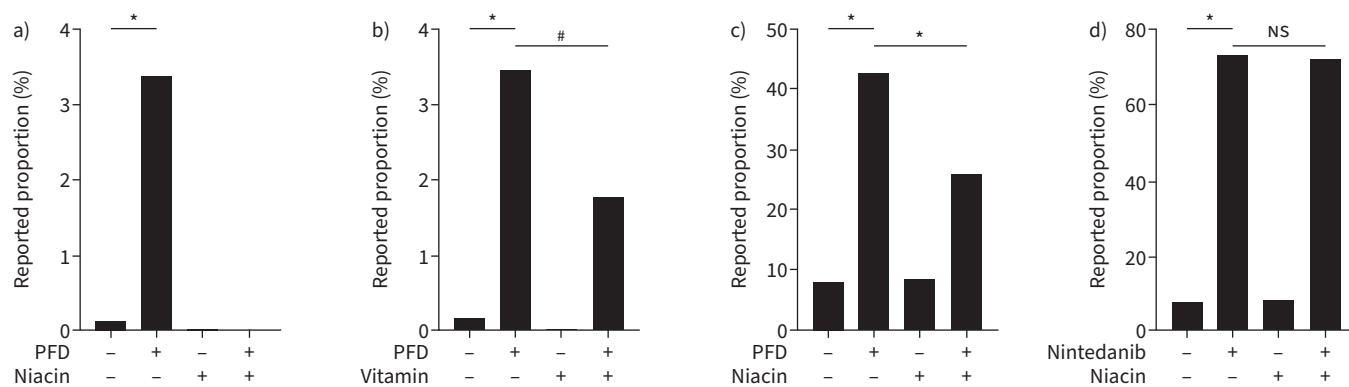 a)
*
Reported proportion (%)
4
3
2
1
0
PFD – + – +
Niacin – – + +
b)
*
#
Reported proportion (%)
4
3
2
1
0
PFD – + – +
Vitamin – – + +
c)
*
*
Reported proportion (%)
50
40
30
20
10
0
PFD – + – +
Niacin – – + +
d)
*
NS
Reported proportion (%)
80
60
40
20
0
Nintedanib – + – +
Niacin – – + +